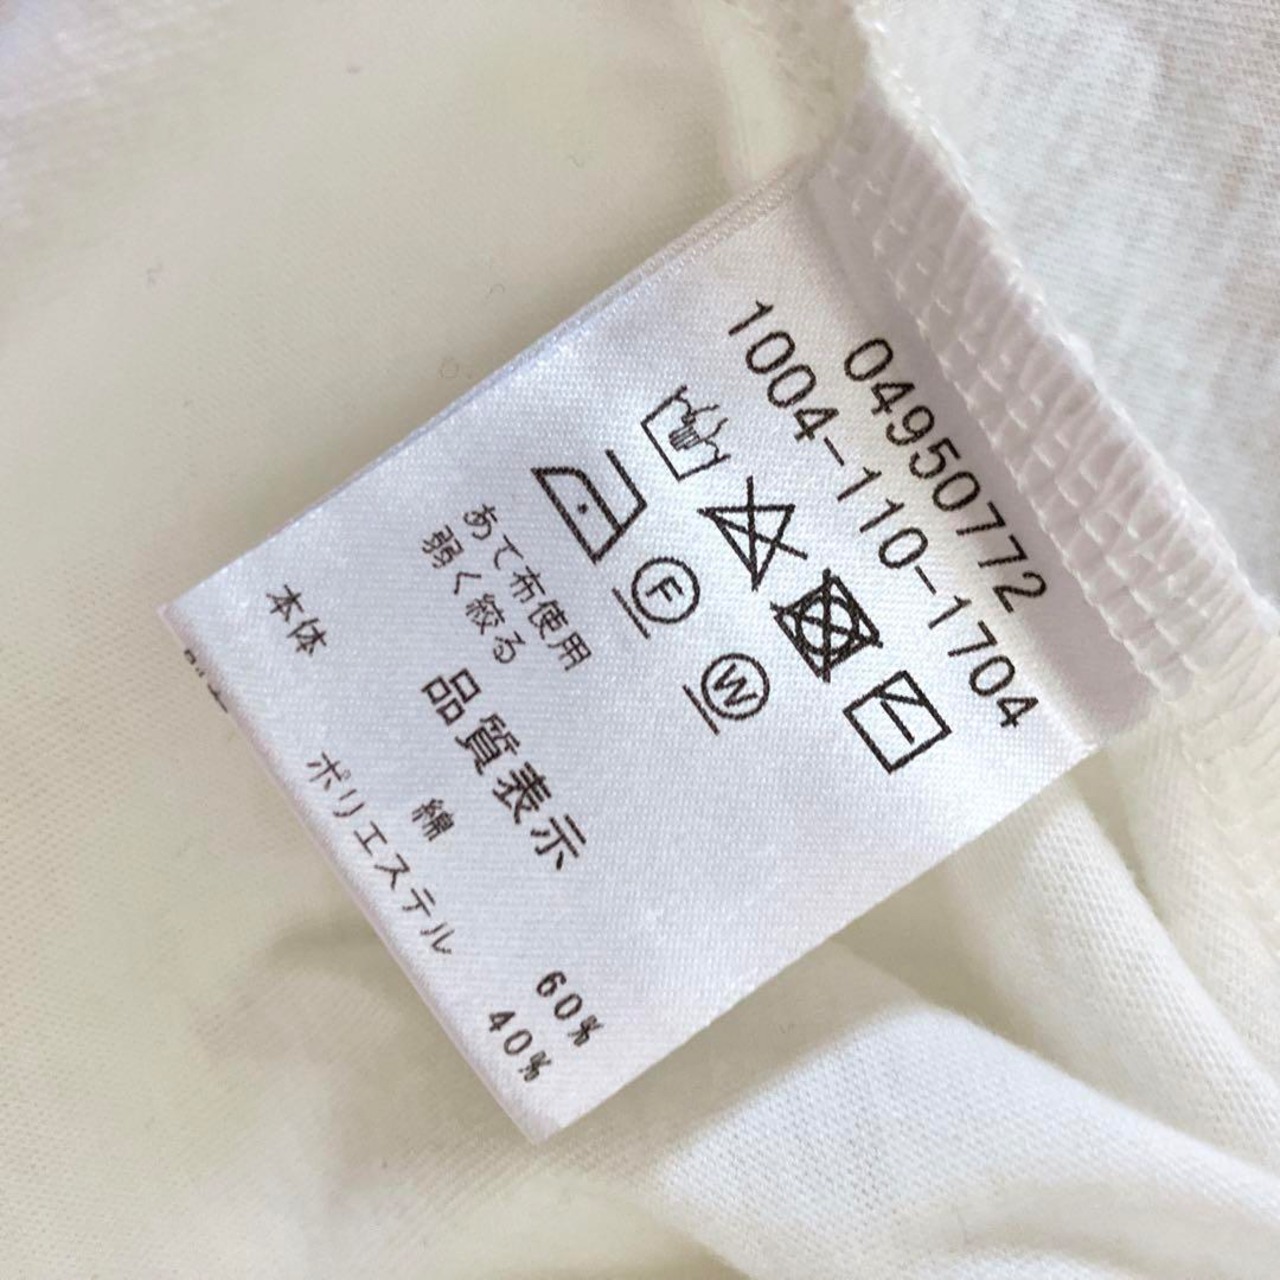 04950772
1004-110-1704
F
W
あて布使用
弱く絞る
品質表示
本体
綿 60%
ポリエステル 40%